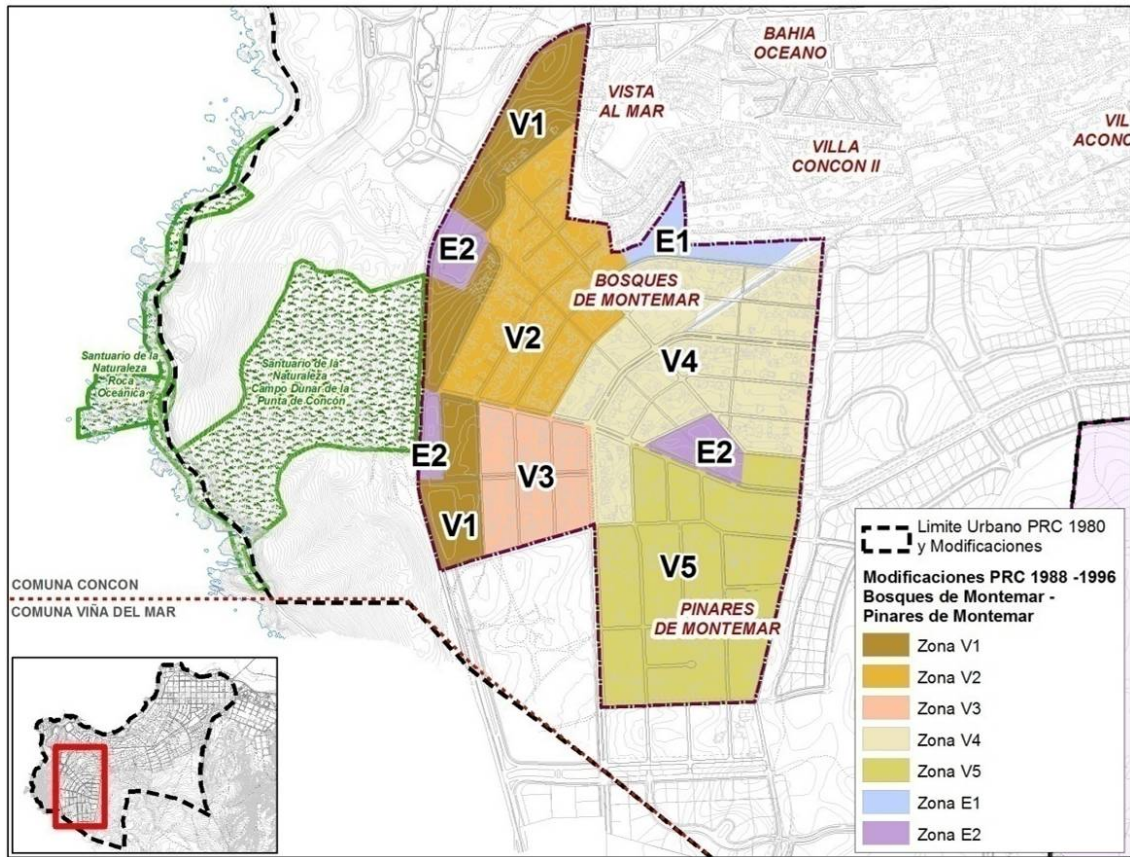 BAHIA
OCEANO
VISTA
AL MAR
VILLA
CONCON II
VIL
ACONC
V1
E2
E1
BOSQUES
DE MONTEMAR
V2
V4
Santuario de la
Naturaleza
Roca
Oceánica
Santuario de la
Naturaleza
Campo Dunar de la
Punta de Concón
E2
V3
E2
V1
V5
PINARES
DE MONTEMAR
COMUNA CONCON
COMUNA VIÑA DEL MAR
Limite Urbano PRC 1980
y Modificaciones
Modificaciones PRC 1988 -1996
Bosques de Montemar -
Pinares de Montemar
Zona V1
Zona V2
Zona V3
Zona V4
Zona V5
Zona E1
Zona E2